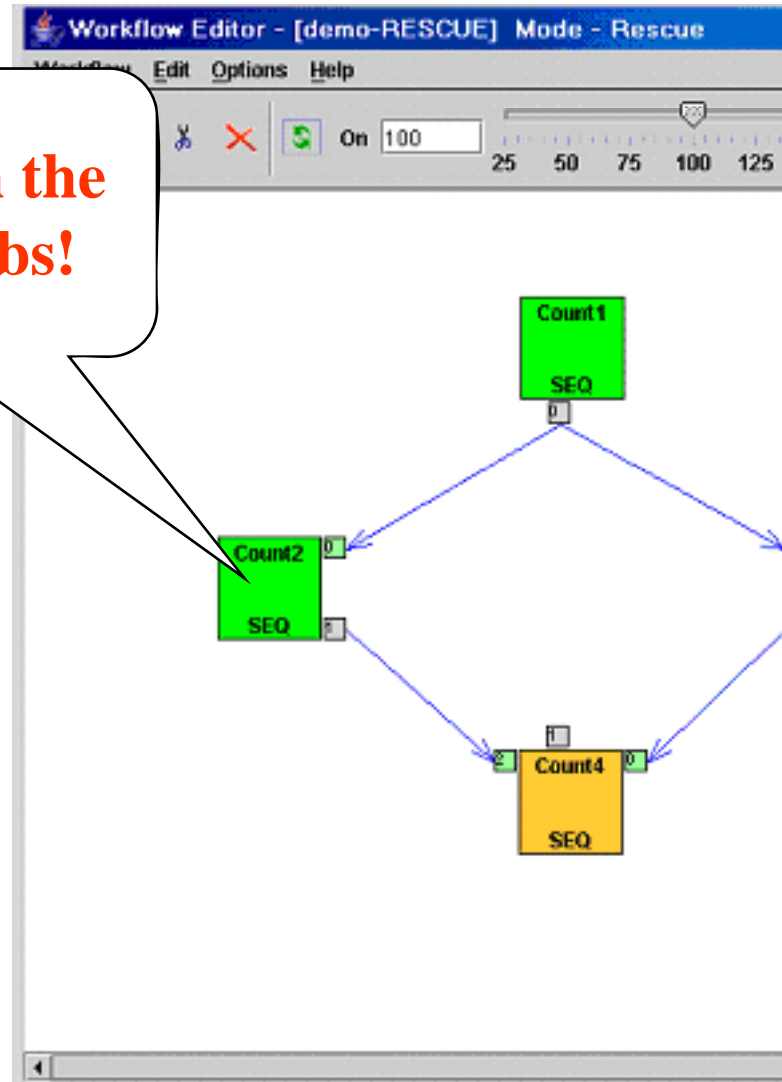 Workflow Editor - [demo-RESCUE] Mode - Rescue
Workflow Edit Options Help
the
bs!
On 100
25 50 75 100 125
Count1
SEQ
0
Count2 0
SEQ 1
1
2 Count4 0
SEQ